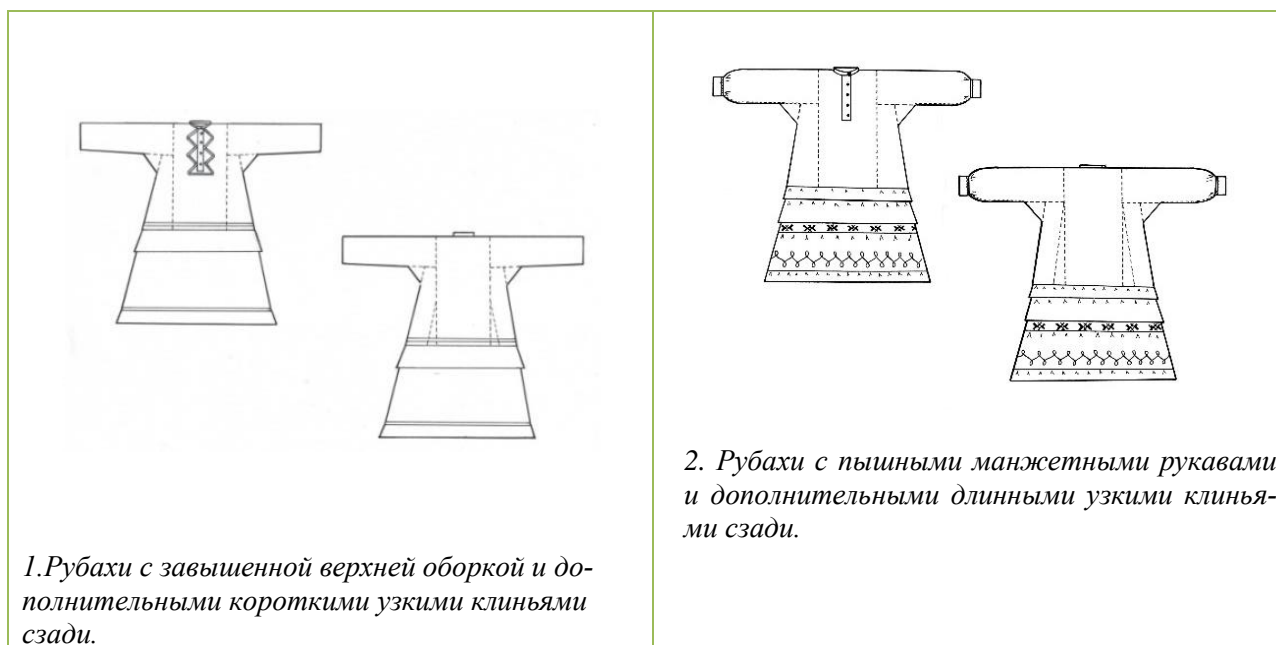 1.Рубахи с завышенной верхней оборкой и до-
полнительными короткими узкими клиньями
сзади.
2. Рубахи с пышными манжетными рукавами
и дополнительными длинными узкими клинья-
ми сзади.